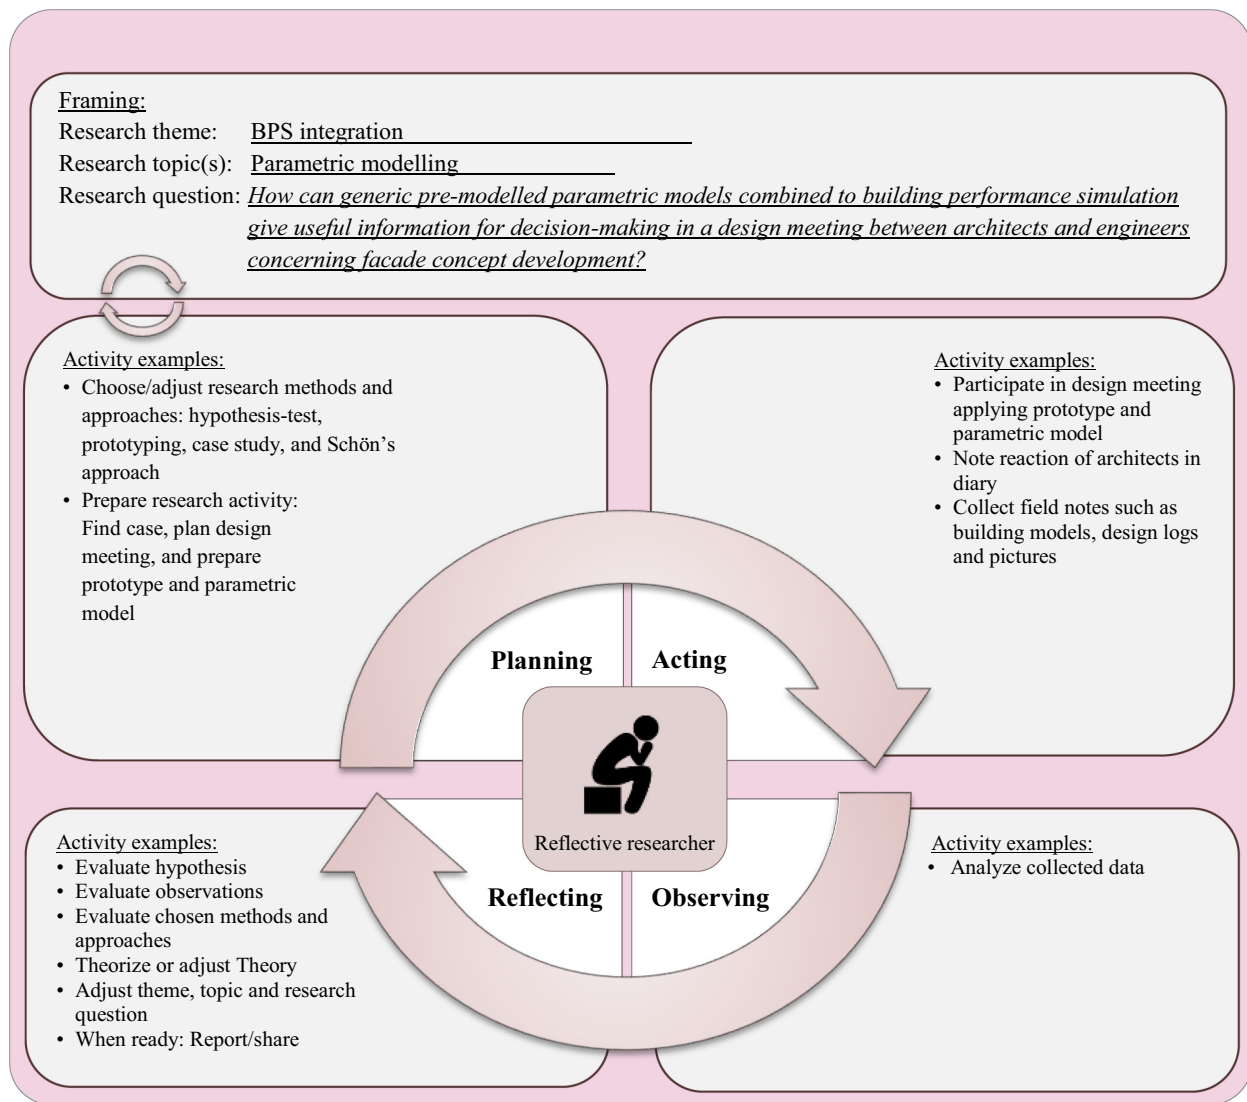 Framing:
Research theme: BPS integration
Research topic(s): Parametric modelling
Research question: How can generic pre-modelled parametric models combined to building performance simulation
give useful information for decision-making in a design meeting between architects and engineers
concerning facade concept development?
Activity examples:
• Choose/adjust research methods and
approaches: hypothesis-test,
prototyping, case study, and Schön’s
approach
• Prepare research activity:
Find case, plan design
meeting, and prepare
prototype and parametric
model
Activity examples:
• Participate in design meeting
applying prototype and
parametric model
• Note reaction of architects in
diary
• Collect field notes such as
building models, design logs
and pictures
Planning
Acting
Reflective researcher
Reflecting
Observing
Activity examples:
• Evaluate hypothesis
• Evaluate observations
• Evaluate chosen methods and
approaches
• Theorize or adjust Theory
• Adjust theme, topic and research
question
• When ready: Report/share
Activity examples:
• Analyze collected data